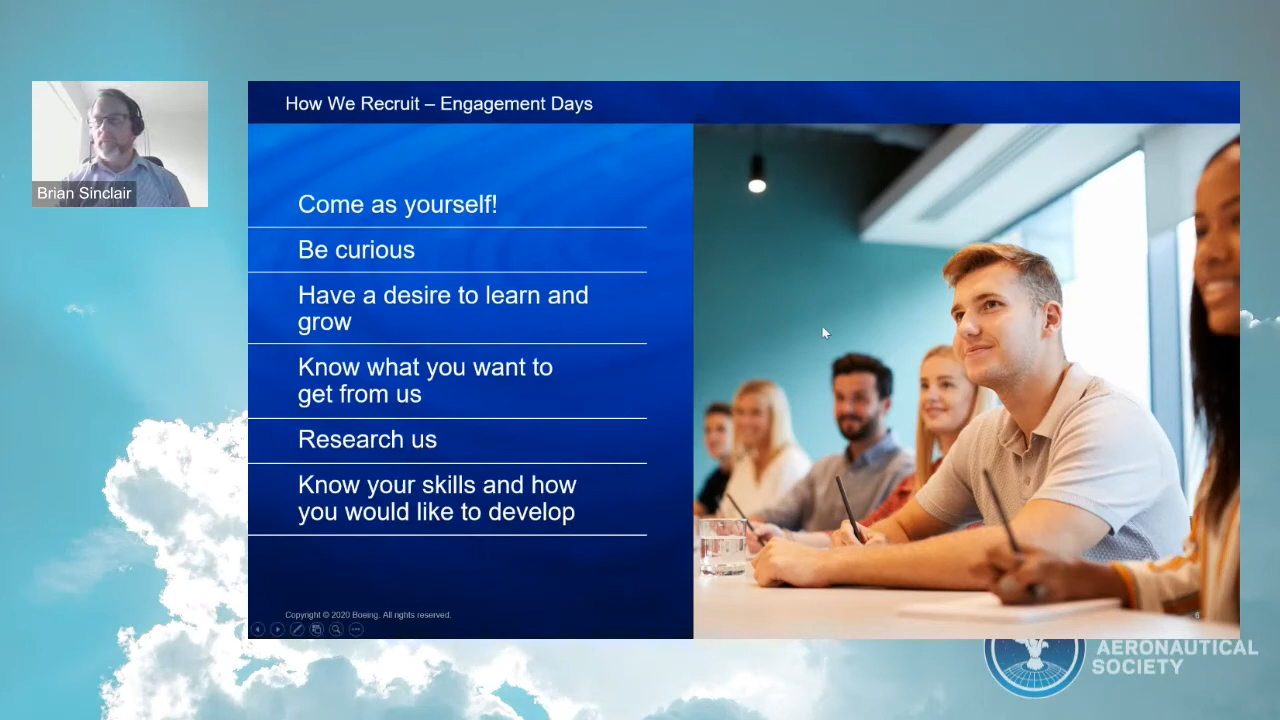 How We Recruit – Engagement Days
Brian Sinclair
Come as yourself!
Be curious
Have a desire to learn and
grow
Know what you want to
get from us
Research us
Know your skills and how
you would like to develop
Copyright © 2020 Boeing. All rights reserved.
6
AERONAUTICAL
SOCIETY